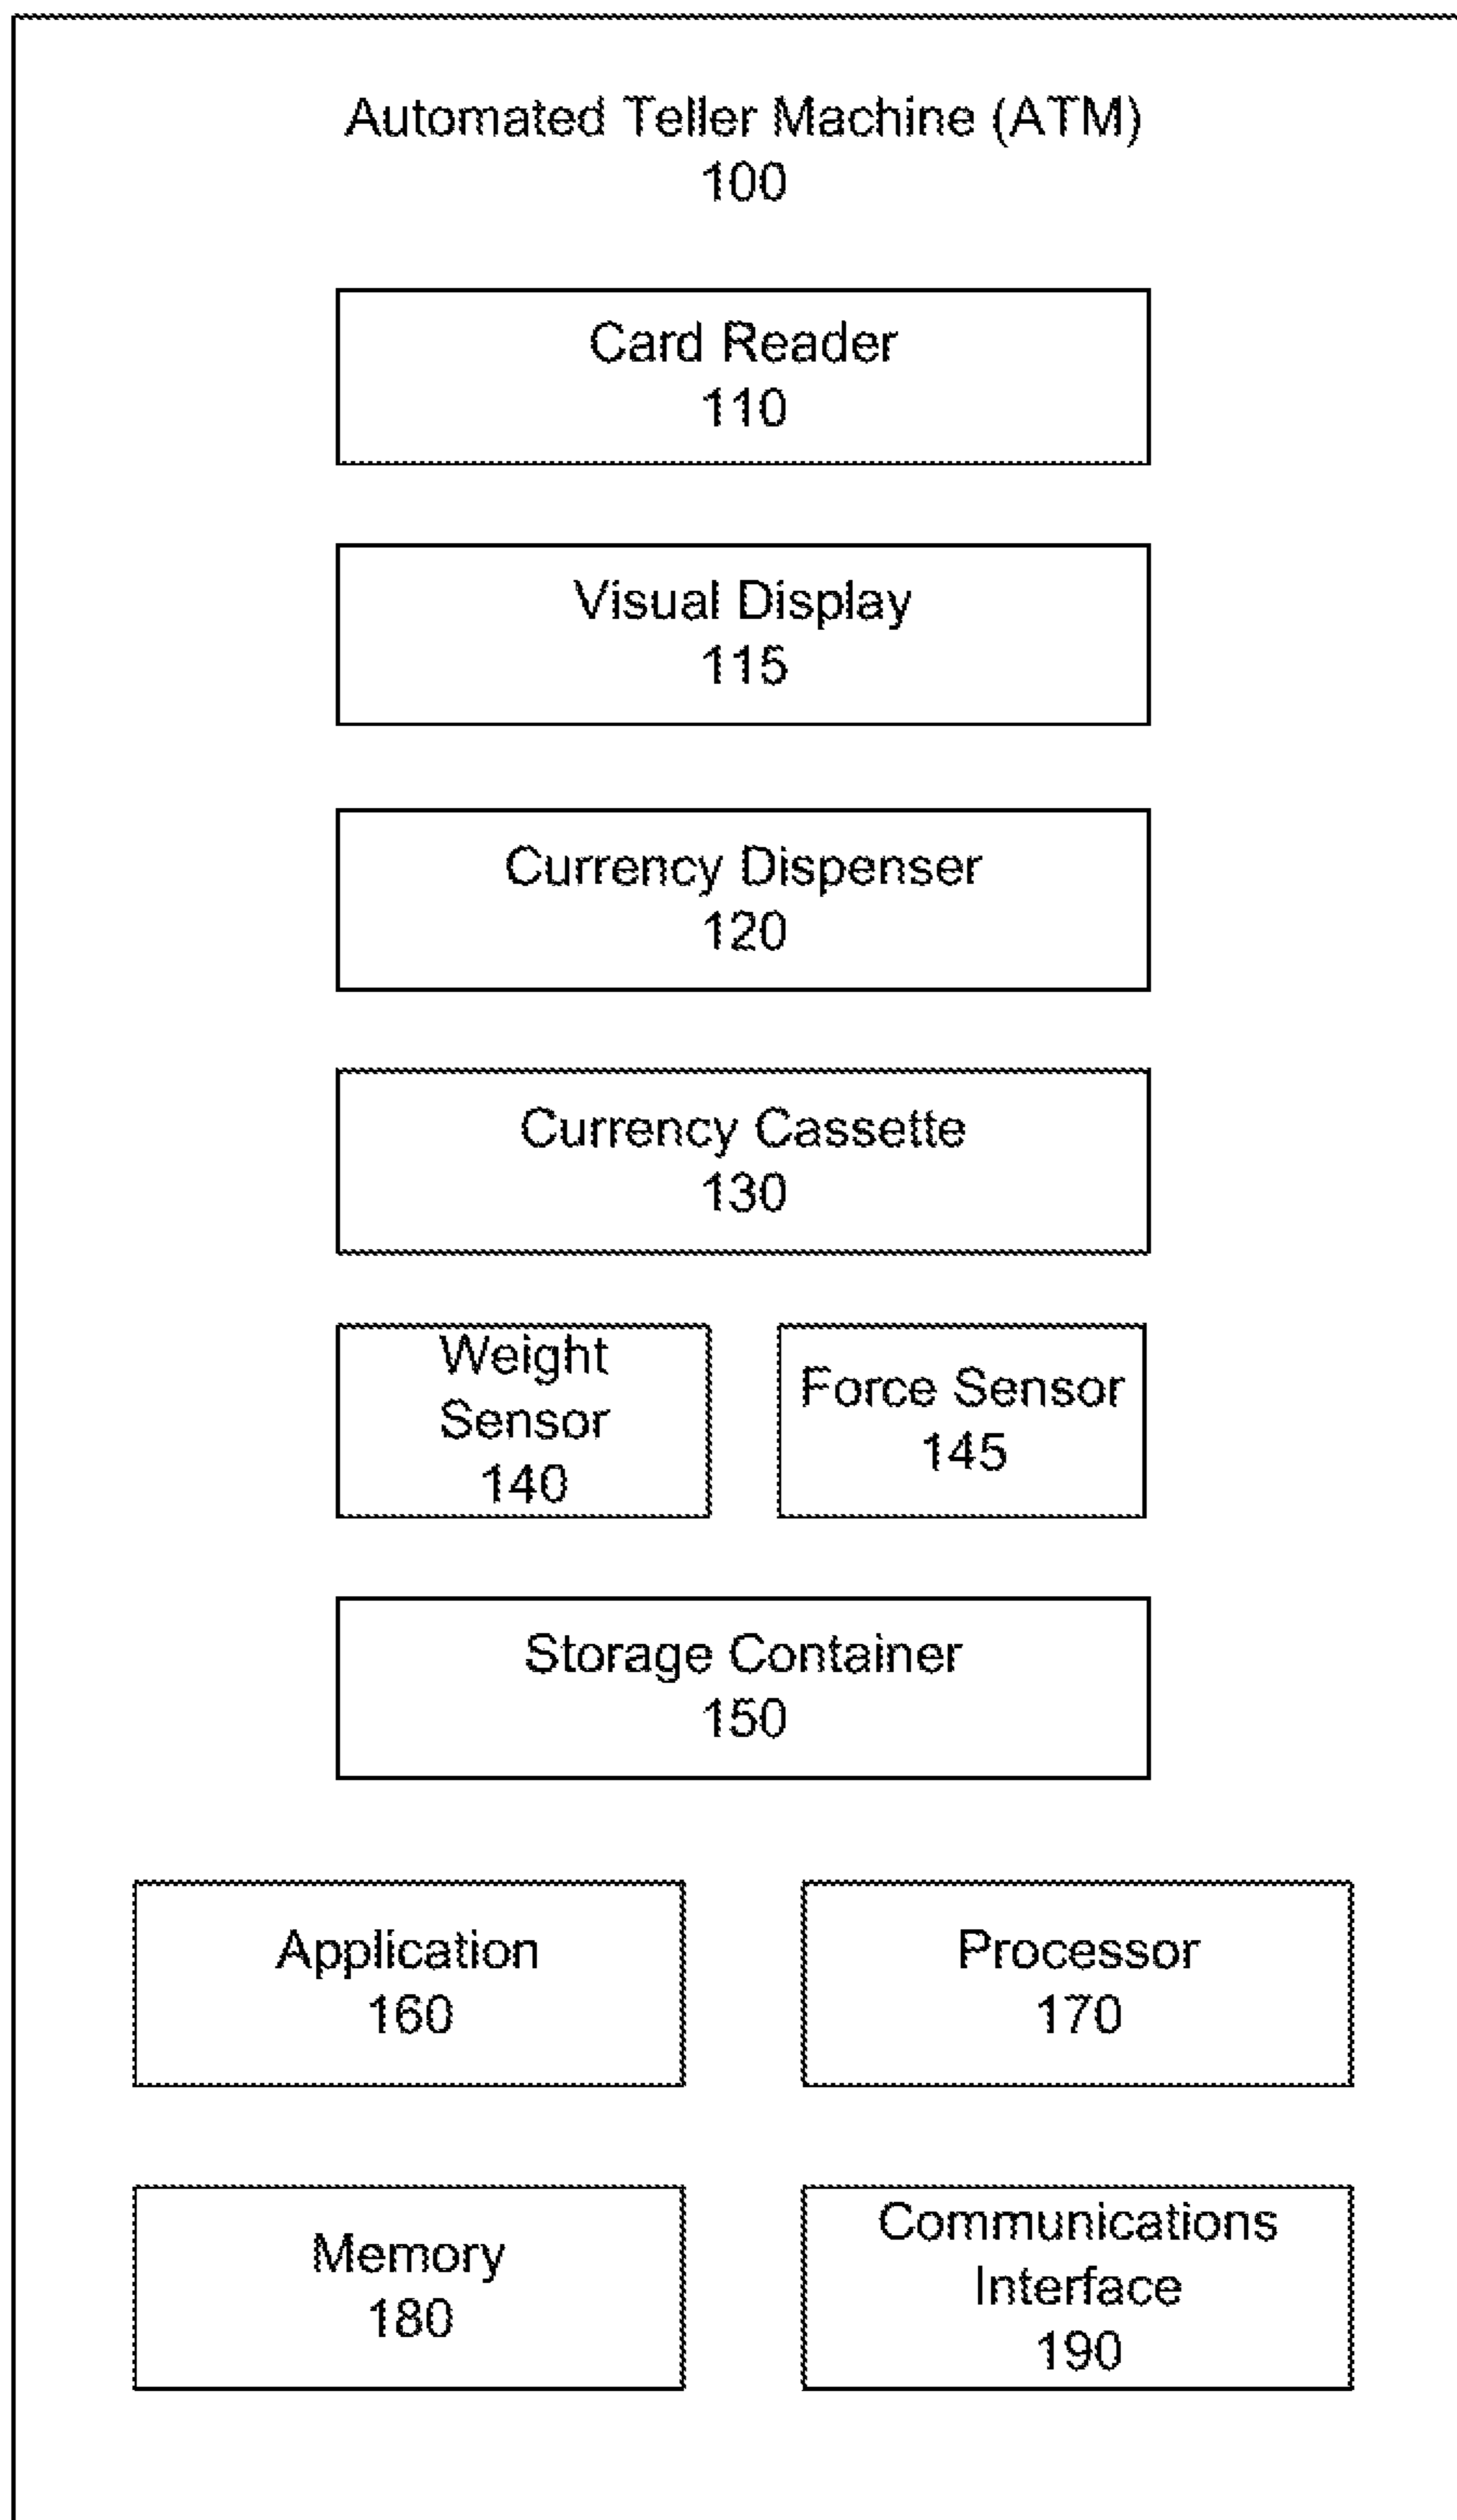 Automated Teller Machine (ATM)
100
Card Reader
110
Visual Display
115
Currency Dispenser
120
Currency Cassette
130
Weight
Sensor
140
Force Sensor
145
Storage Container
150
Application
160
Processor
170
Memory
180
Communications
Interface
190